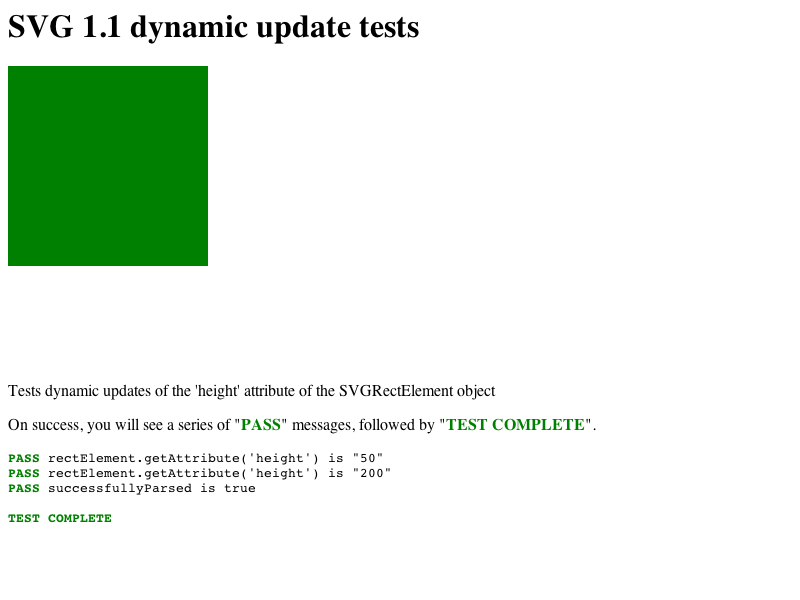 SVG 1.1 dynamic update tests
Tests dynamic updates of the 'height' attribute of the SVGRectElement object
On success, you will see a series of "PASS" messages, followed by "TEST COMPLETE".
PASS rectElement.getAttribute('height') is "50"
PASS rectElement.getAttribute('height') is "200"
PASS successfullyParsed is true
TEST COMPLETE